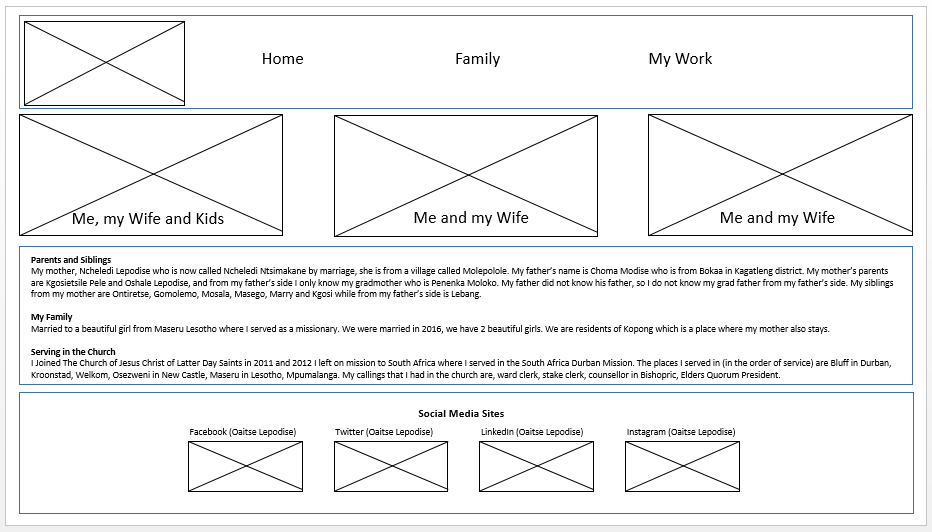 Home
Family
My Work
Me, my Wife and Kids
Me and my Wife
Me and my Wife
Parents and Siblings
My mother, Ncheledi Lepodise who is now called Ncheledi Ntsimakane by marriage, she is from a village called Molepolole. My father's name is Choma Modise who is from Bokaa in Kagatleng district. My mother's parents
are Kgosietsile Pele and Oshale Lepodise, and from my father's side I only know my gradmother who is Penenka Moloko. My father did not know his father, so I do not know my grad father from my father's side. My siblings
from my mother are Ontiretse, Gomolemo, Mosala, Masego, Marry and Kgosi while from my father's side is Lebang.
My Family
Married to a beautiful girl from Maseru Lesotho where I served as a missionary. We were married in 2016, we have 2 beautiful girls. We are residents of Kopong which is a place where my mother also stays.
Serving in the Church
I Joined The Church of Jesus Christ of Latter Day Saints in 2011 and 2012 I left on mission to South Africa where I served in the South Africa Durban Mission. The places I served in (in the order of service) are Bluff in Durban,
Kroonstad, Welkom, Osezweni in New Castle, Maseru in Lesotho, Mpumalanga. My callings that I had in the church are, ward clerk, stake clerk, counsellor in Bishopric, Elders Quorum President.
Social Media Sites
Facebook (Oaitse Lepodise)
Twitter (Oaitse Lepodise)
LinkedIn (Oaitse Lepodise)
Instagram (Oaitse Lepodise)